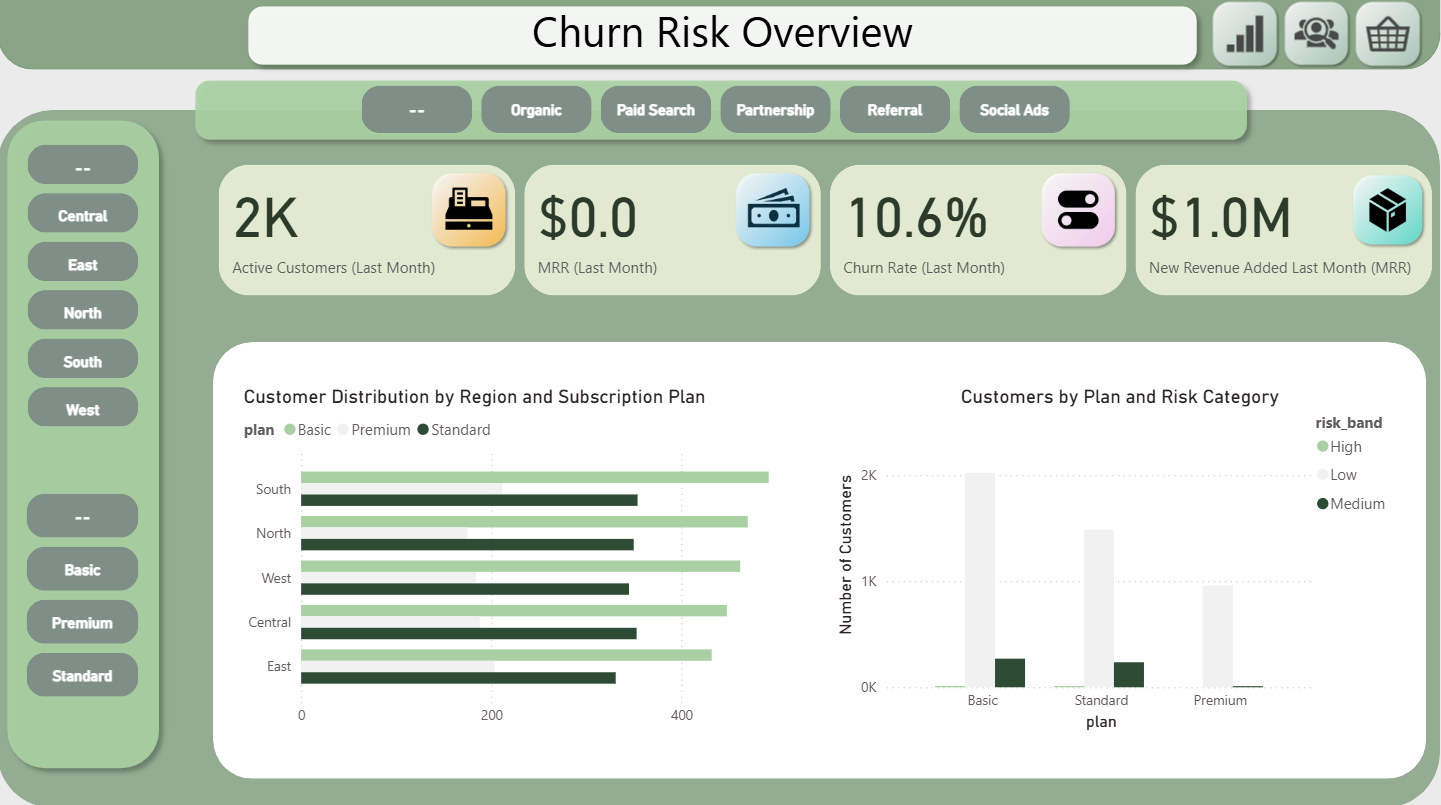 Churn Risk Overview
--
Organic
Paid Search
Partnership
Referral
Social Ads
--
Central
East
North
South
West
--
Basic
Premium
Standard
2K
Active Customers (Last Month)
$0.0
MRR (Last Month)
10.6%
Churn Rate (Last Month)
$1.0M
New Revenue Added Last Month (MRR)
Customer Distribution by Region and Subscription Plan
plan Basic Premium Standard
South
North
West
Central
East
0 200 400
Customers by Plan and Risk Category
risk_band
High
Low
Medium
Number of Customers
2K
1K
0K
Basic Standard Premium
plan